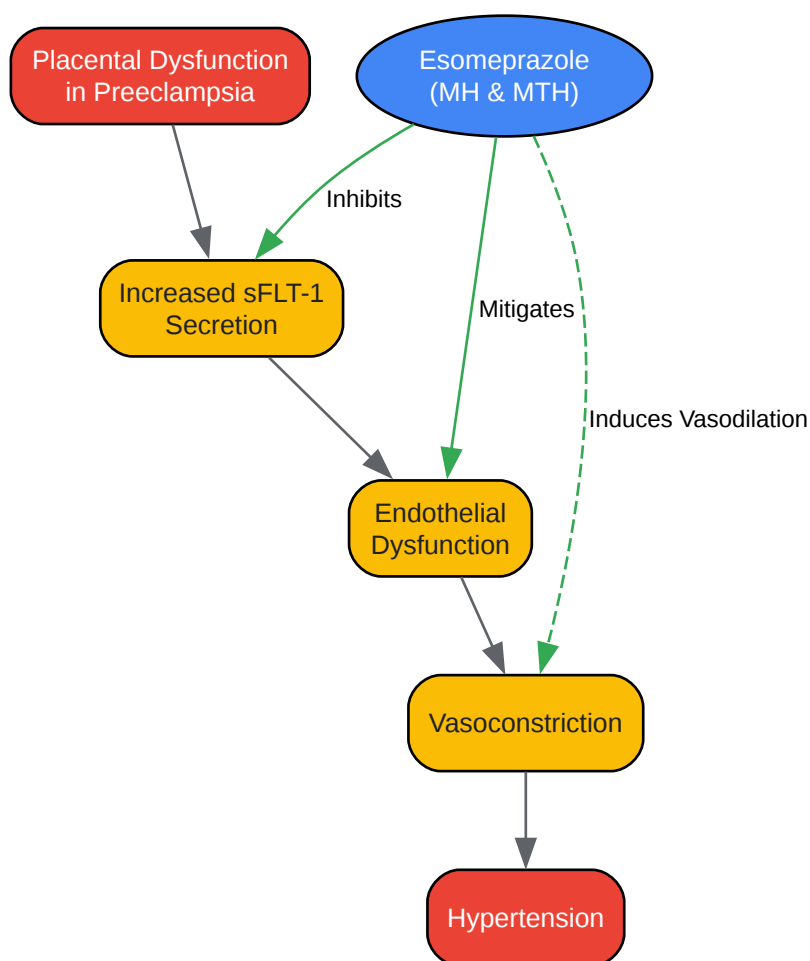 Placental Dysfunction
in Preeclampsia
Esomeprazole
(MH & MTH)
Inhibits
Increased sFLT-1
Secretion
Mitigates
Induces Vasodilation
Endothelial
Dysfunction
Vasoconstriction
Hypertension